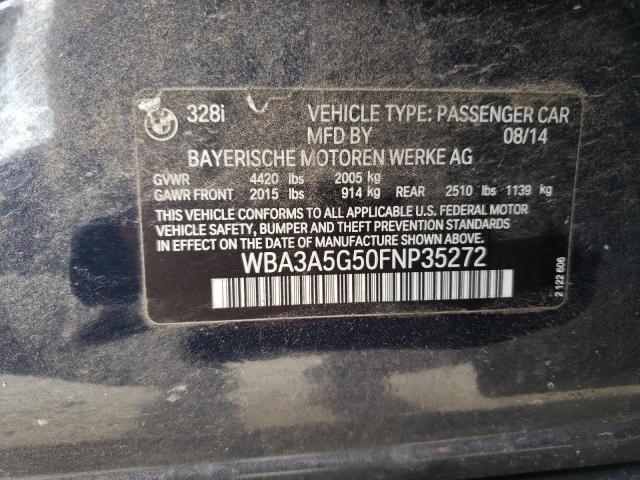 328i VEHICLE TYPE: PASSENGER CAR
MFD BY 08/14
BAYERISCHE MOTOREN WERKE AG
GVWR 4420 lbs 2005 kg
GAWR FRONT 2015 lbs 914 kg REAR 2510 lbs 1139 kg
THIS VEHICLE CONFORMS TO ALL APPLICABLE U.S. FEDERAL MOTOR
VEHICLE SAFETY, BUMPER AND THEFT PREVENTION STANDARDS
IN EFFECT ON THE DATE OF MANUFACTURE SHOWN ABOVE.
WBA3A5G50FNP35272
2 122 606